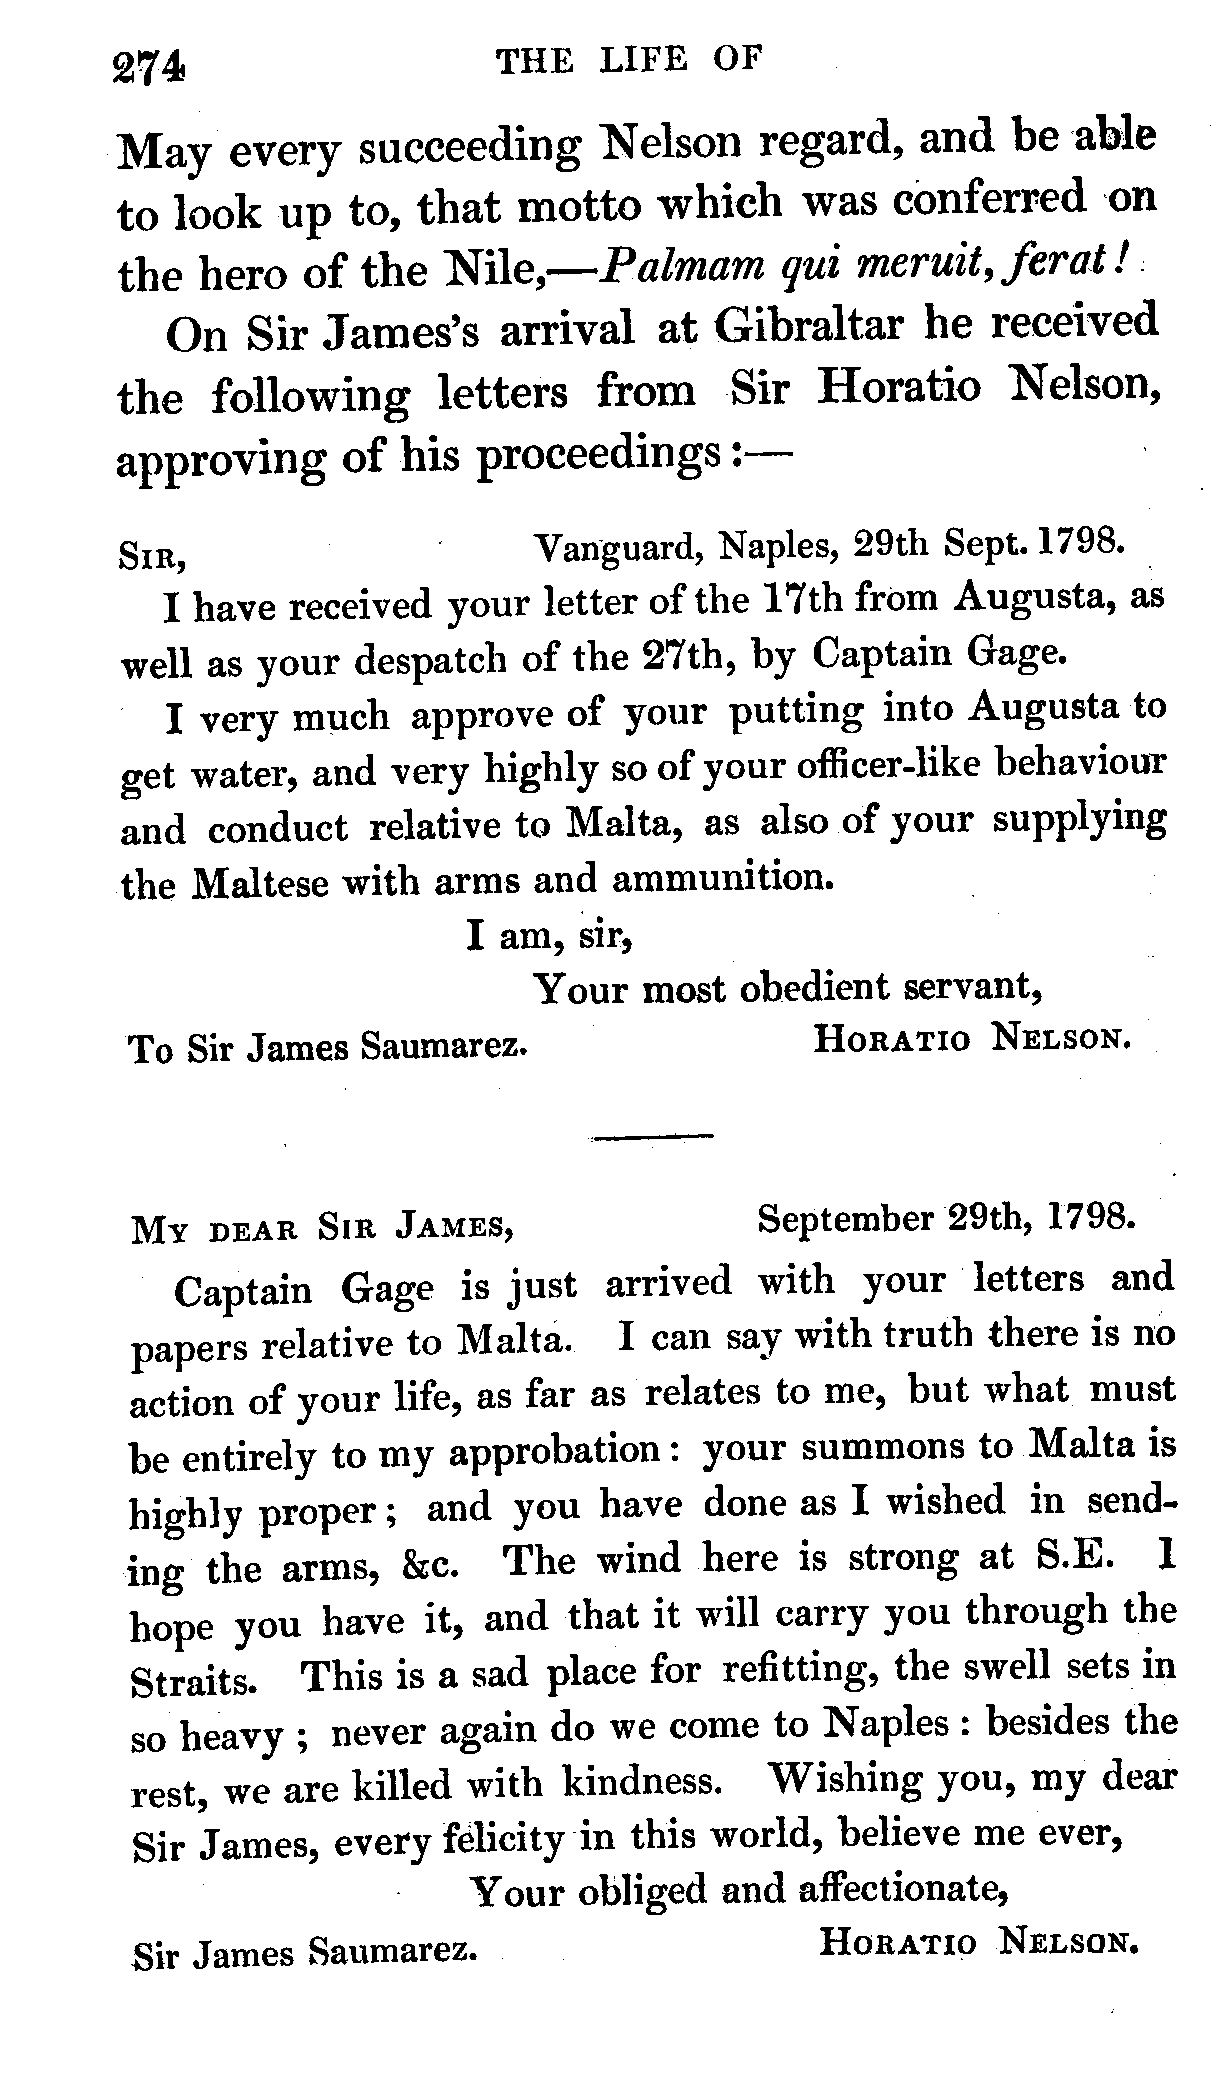 274 THE LIFE OF
May every succeeding Nelson regard, and be able
to look up to, that motto which was conferred on
the hero of the Nile,—Palmam qui meruit, ferat!
On Sir James's arrival at Gibraltar he received
the following letters from Sir Horatio Nelson,
approving of his proceedings:—
SIR, Vanguard, Naples, 29th Sept. 1798.
I have received your letter of the 17th from Augusta, as
well as your despatch of the 27th, by Captain Gage.
I very much approve of your putting into Augusta to
get water, and very highly so of your officer-like behaviour
and conduct relative to Malta, as also of your supplying
the Maltese with arms and ammunition.
I am, sir,
Your most obedient servant,
To Sir James Saumarez. HORATIO NELSON.
MY DEAR SIR JAMES, September 29th, 1798.
Captain Gage is just arrived with your letters and
papers relative to Malta. I can say with truth there is no
action of your life, as far as relates to me, but what must
be entirely to my approbation: your summons to Malta is
highly proper; and you have done as I wished in send-
ing the arms, &c. The wind here is strong at S.E. I
hope you have it, and that it will carry you through the
Straits. This is a sad place for refitting, the swell sets in
so heavy; never again do we come to Naples: besides the
rest, we are killed with kindness. Wishing you, my dear
Sir James, every felicity in this world, believe me ever,
Your obliged and affectionate,
Sir James Saumarez. HORATIO NELSON.